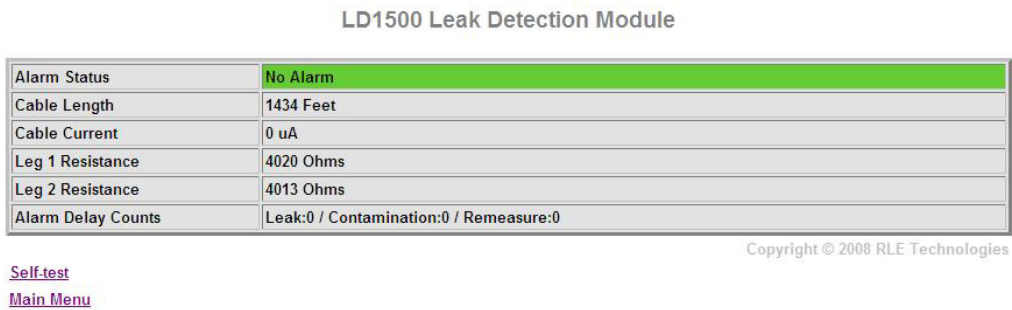 LD1500 Leak Detection Module
Alarm Status No Alarm
Cable Length 1434 Feet
Cable Current 0 uA
Leg 1 Resistance 4020 Ohms
Leg 2 Resistance 4013 Ohms
Alarm Delay Counts Leak:0 / Contamination:0 / Remeasure:0
Copyright © 2008 RLE Technologies
Self-test
Main Menu